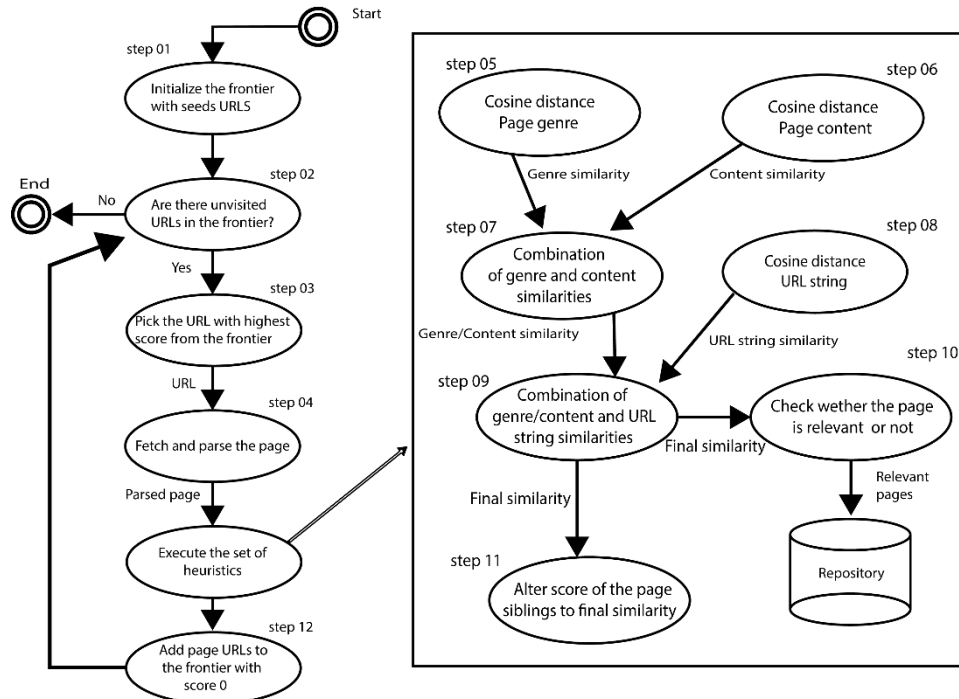 Start
step 01
Initialize the frontier
with seeds URLS
step 02
End
No
Are there unvisited
URLs in the frontier?
Yes
step 03
Pick the URL with highest
score from the frontier
URL
step 04
Fetch and parse the page
Parsed page
Execute the set of
heuristics
step 12
Add page URLs to
the frontier with
score 0
step 05
Cosine distance
Page genre
step 06
Cosine distance
Page content
Genre similarity
Content similarity
step 07
Combination
of genre and content
similarities
step 08
Cosine distance
URL string
Genre/Content similarity
URL string similarity
step 09
Combination of
genre/content and URL
string similarities
step 10
Check wether the page
is relevant or not
Final similarity
Final similarity
Relevant
pages
step 11
Alter score of the page
siblings to final similarity
Repository